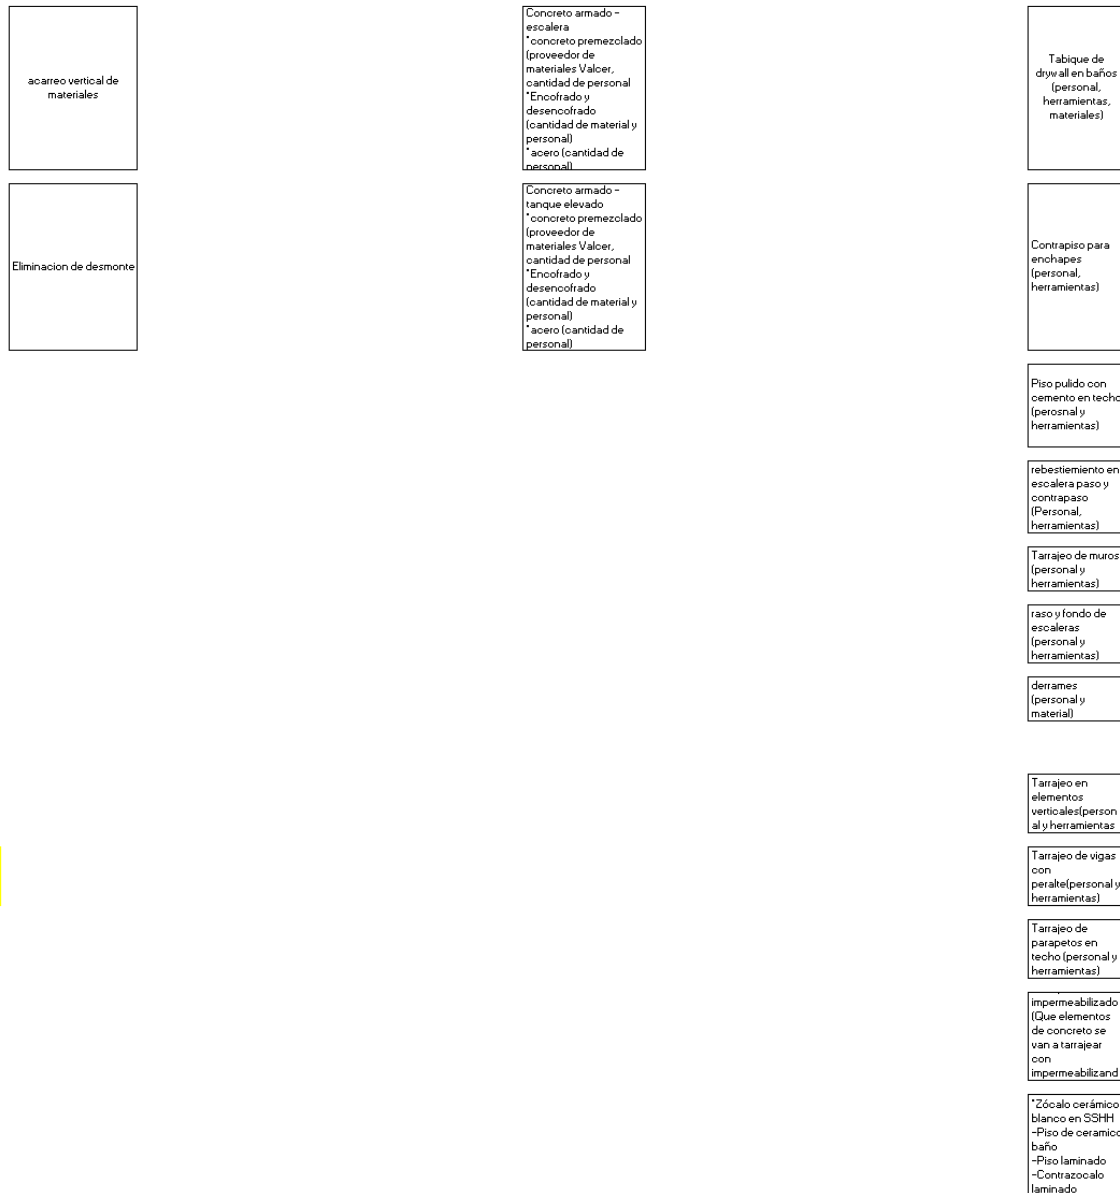 acarreo vertical de
materiales
Eliminacion de desmonte
Concreto armado -
escalera
*concreto premezclado
(proveedor de
materiales Valcer,
cantidad de personal
*Encofrado y
desencofrado
(cantidad de material y
personal)
*acero (cantidad de
personal)
Concreto armado -
tanque elevado
*concreto premezclado
(proveedor de
materiales Valcer,
cantidad de personal
*Encofrado y
desencofrado
(cantidad de material y
personal)
*acero (cantidad de
personal)
Tabique de
drywall en baños
(personal,
herramientas,
materiales)
Contrapiso para
enchapes
(personal,
herramientas)
Piso pulido con
cemento en techo
(perosnal y
herramientas)
rebestiemiento en
escalera paso y
contrapaso
(Personal,
herramientas)
Tarrajeo de muros
(personal y
herramientas)
raso y fondo de
escaleras
(personal y
herramientas)
derrames
(personal y
material)
Tarrajeo en
elementos
verticales(person
al y herramientas
Tarrajeo de vigas
con
peralte(personal y
herramientas)
Tarrajeo de
parapetos en
techo (personal y
herramientas)
impermeabilizado
(Que elementos
de concreto se
van a tarrajear
con
impermeabilizand
*Zócalo cerámico
blanco en SSHH
-Piso de ceramico
baño
-Piso laminado
-Contrazocalo
laminado